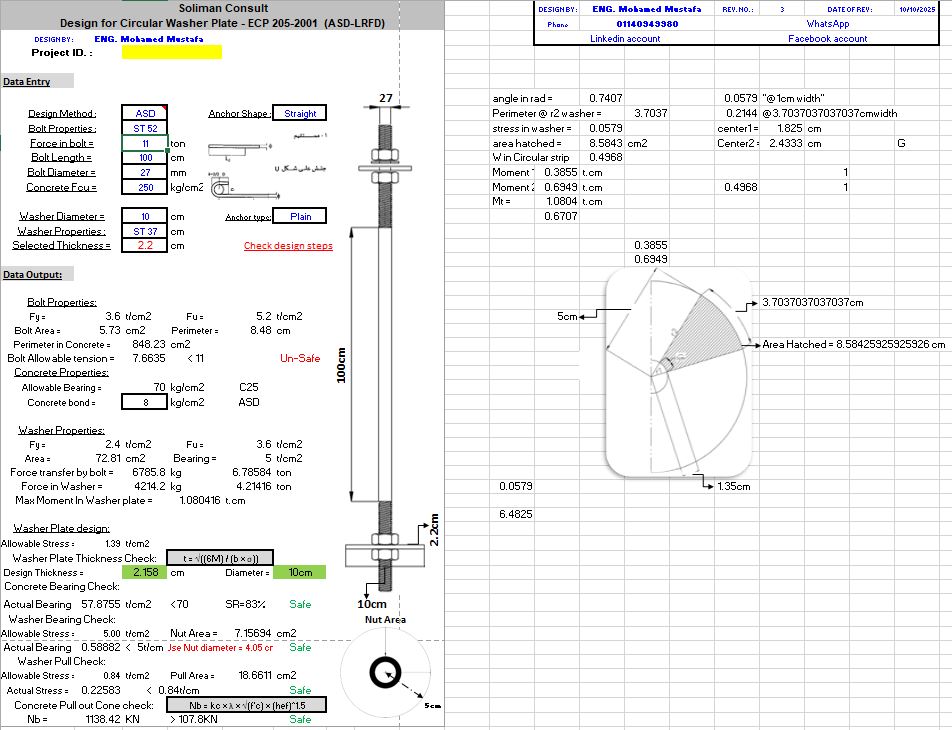 Soliman Consult
Design for Circular Washer Plate - ECP 205-2001 (ASD-LRFD)
DESIGN BY: ENG. Mohamed Mustafa
Project ID. :
Data Entry
Design Method: ASD Anchor Shape: Straight
Bolt Properties: ST 52
Force in bolt = 11 ton
Bolt Length = 100 cm
Bolt Diameter = 27 mm
Concrete Fcu = 250 kg/cm2
Washer Diameter = 10 cm Anchor type: Plain
Washer Properties: ST 37
Selected Thickness = 2.2 cm Check design steps
Data Output:
Bolt Properties:
Fy = 3.6 t/cm2 Fu = 5.2 t/cm2
Bolt Area = 5.73 cm2 Perimeter = 8.48 cm
Perimeter in Concrete = 848.23 cm2
Bolt Allowable tension = 7.6635 < 11 Un-Safe
Concrete Properties:
Allowable Bearing = 70 kg/cm2 C25
Concrete bond = 8 kg/cm2 ASD
Washer Properties:
Fy = 2.4 t/cm2 Fu = 3.6 t/cm2
Area = 72.81 cm2 Bearing = 5 t/cm2
Force transfer by bolt = 6785.8 kg 6.78584 ton
Force in Washer = 4214.2 kg 4.21416 ton
Max Moment In Washer plate = 1.080416 t.cm
Washer Plate design:
Allowable Stress = 1.39 t/cm2
Washer Plate Thickness Check: t = √((6M) / (b × σ))
Design Thickness = 2.158 cm Diameter = 10cm
Concrete Bearing Check:
Actual Bearing 57.8755 t/cm2 <70 SR=83% Safe
Washer Bearing Check:
Allowable Stress = 5.00 t/cm2 Nut Area = 7.15694 cm2
Actual Bearing 0.58882 < 5t/cm Jse Nut diameter = 4.05 cr Safe
Washer Pull Check:
Allowable Stress = 0.84 t/cm2 Pull Area = 18.6611 cm2
Actual Stress = 0.22583 < 0.84t/cm Safe
Concrete Pull out Cone check: Nb = kc × λ × √(f'c) × (hef)^1.5
Nb = 1138.42 KN > 107.8KN Safe
27
100cm
2.2cm
10cm
Nut Area
5cm
DESIGN BY: ENG. Mohamed Mustafa REV. NO.: 3 DATE OF REV: 10/10/2025
Phone 01140949980 WhatsApp
Linkedin account Facebook account
angle in rad = 0.7407 0.0579 "@1cm width"
Perimeter @ r2 washer = 3.7037 0.2144 @3.7037037037037cmwidth
stress in washer = 0.0579 center1= 1.825 cm
area hatched = 8.5843 cm2 Center2= 2.4333 cm G
W in Circular strip 0.4968
Moment 0.3855 t.cm 1
Moment 0.6949 t.cm 0.4968 1
Mt = 1.0804 t.cm
0.6707
0.3855
0.6949
3.7037037037037cm
5cm
Area Hatched = 8.58425925925926 cm
1.35cm
0.0579
6.4825